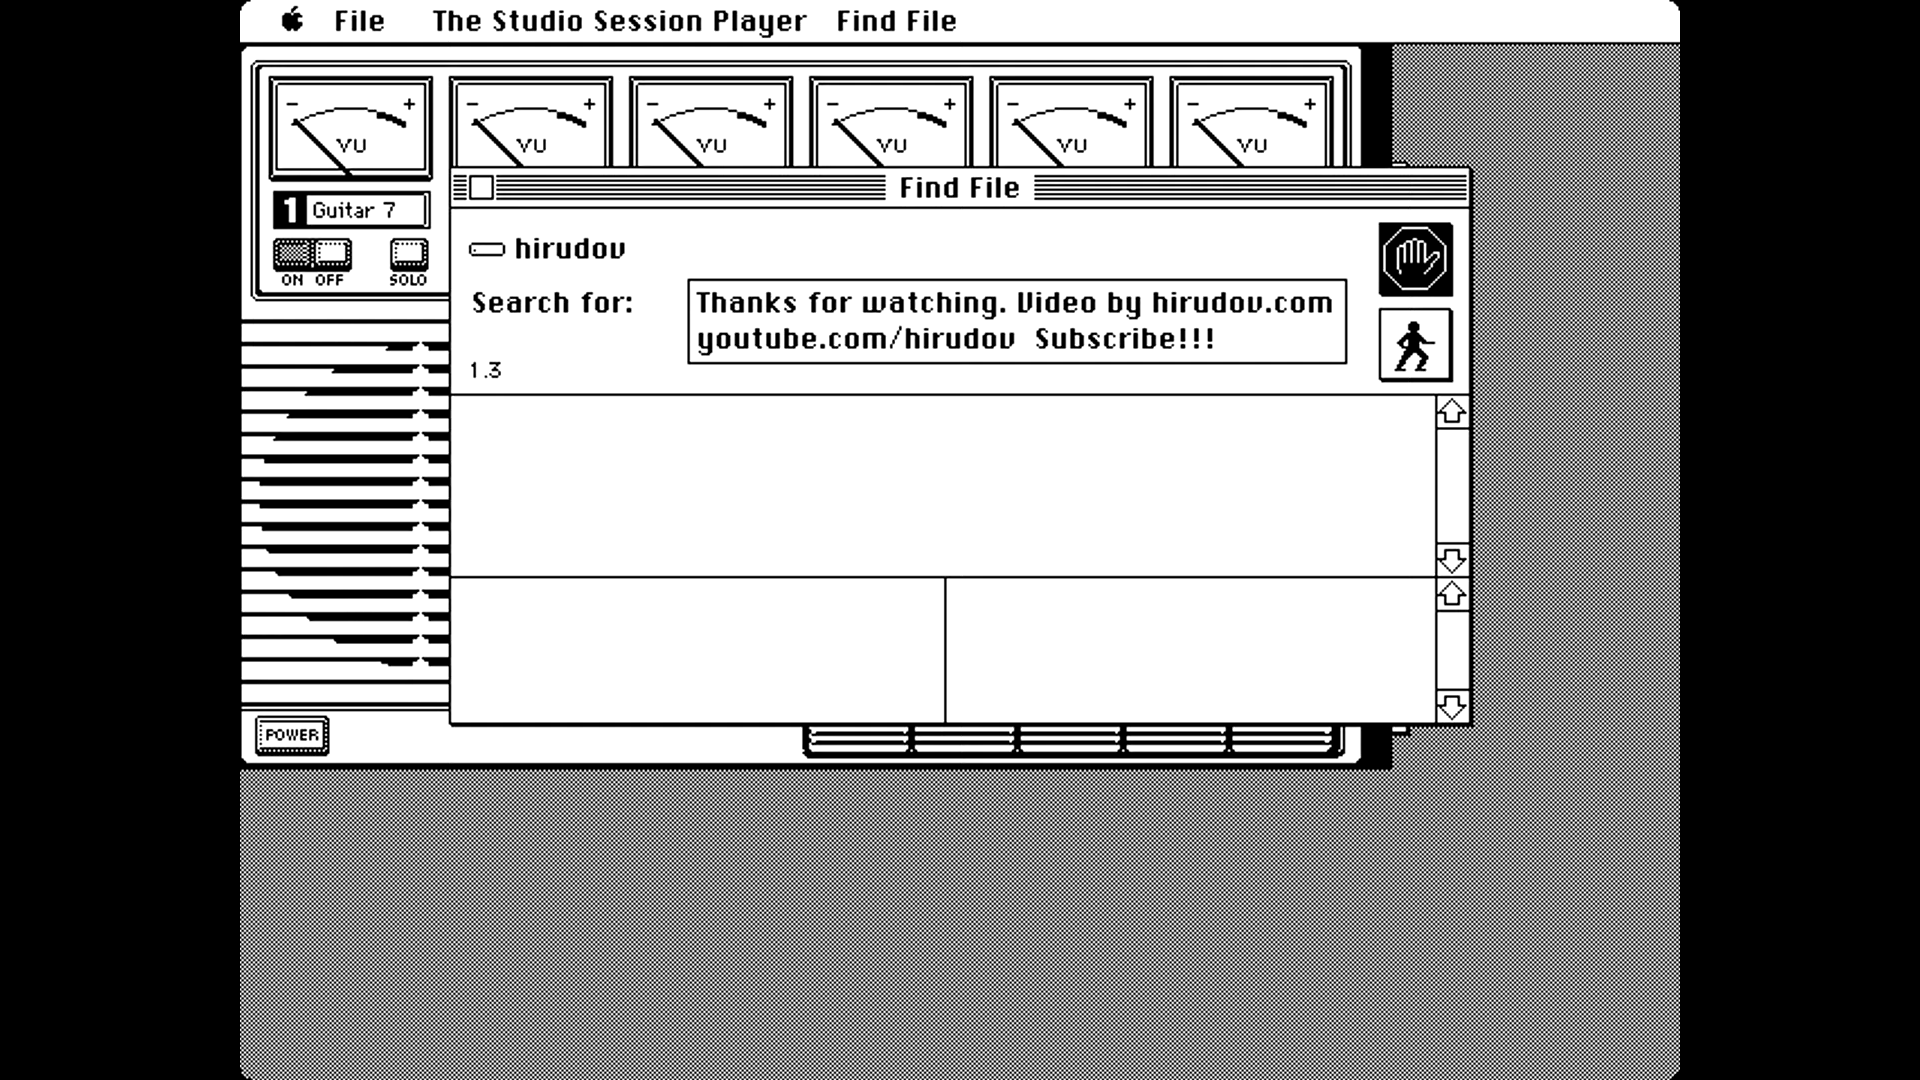 File The Studio Session Player Find File
- + - + - + - + - + - +
VU VU VU VU VU VU
Find File
1 Guitar 7
ON OFF SOLO
hirudov
Search for:
Thanks for watching. Video by hirudov.com
youtube.com/hirudov Subscribe!!!
1.3
POWER